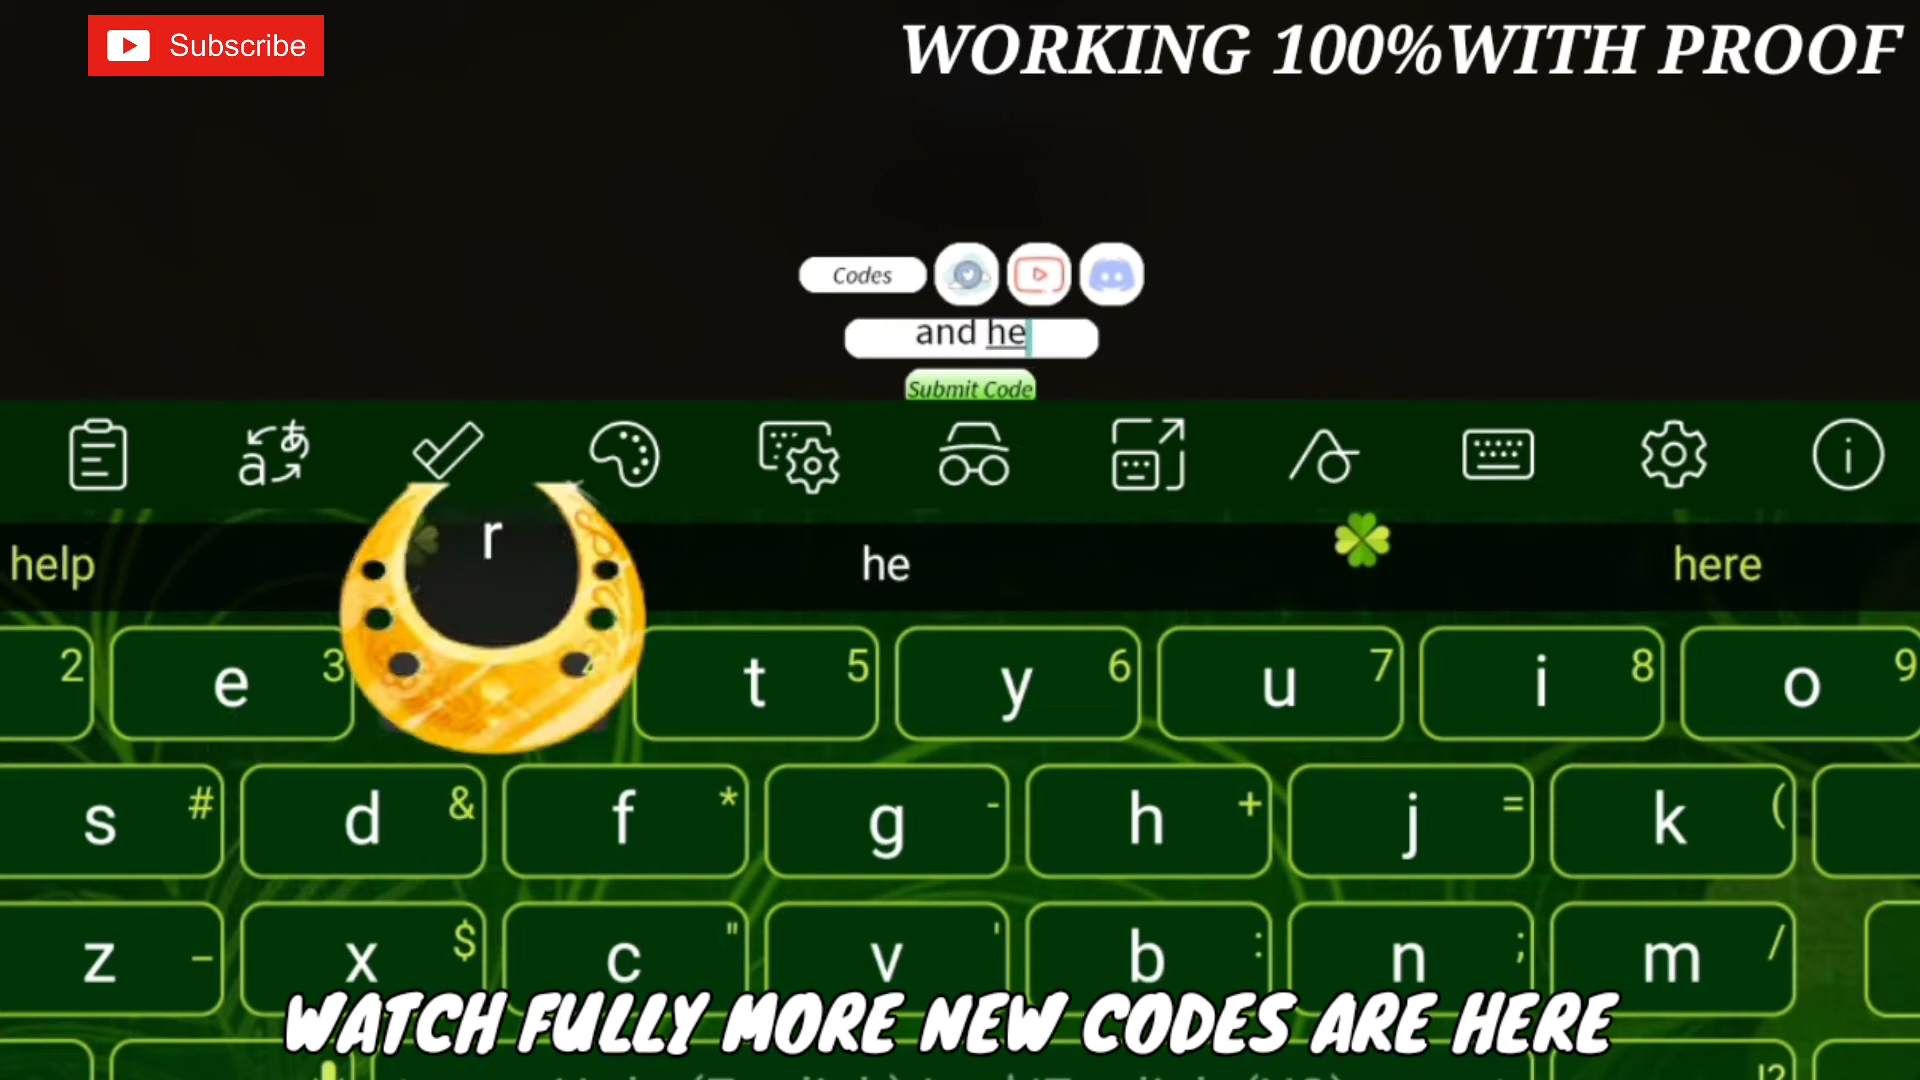 Subscribe
WORKING 100%WITH PROOF
Codes
and he
Submit Code
help he here
r
2 e 3 t 5 y 6 u 7 i 8 o 9
s # d & f * g - h + j = k (
z _ x $ c " v ' b : n ; m /
WATCH FULLY MORE NEW CODES ARE HERE
!?